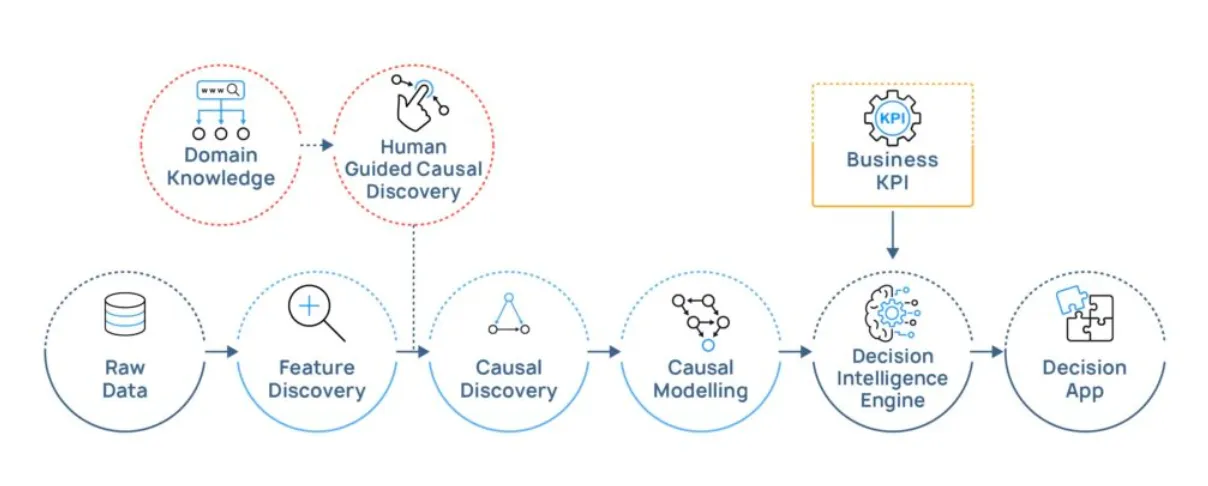 www
Domain
Knowledge
Human
Guided Causal
Discovery
KPI
Business
KPI
Raw
Data
Feature
Discovery
Causal
Discovery
Causal
Modelling
Decision
Intelligence
Engine
Decision
App